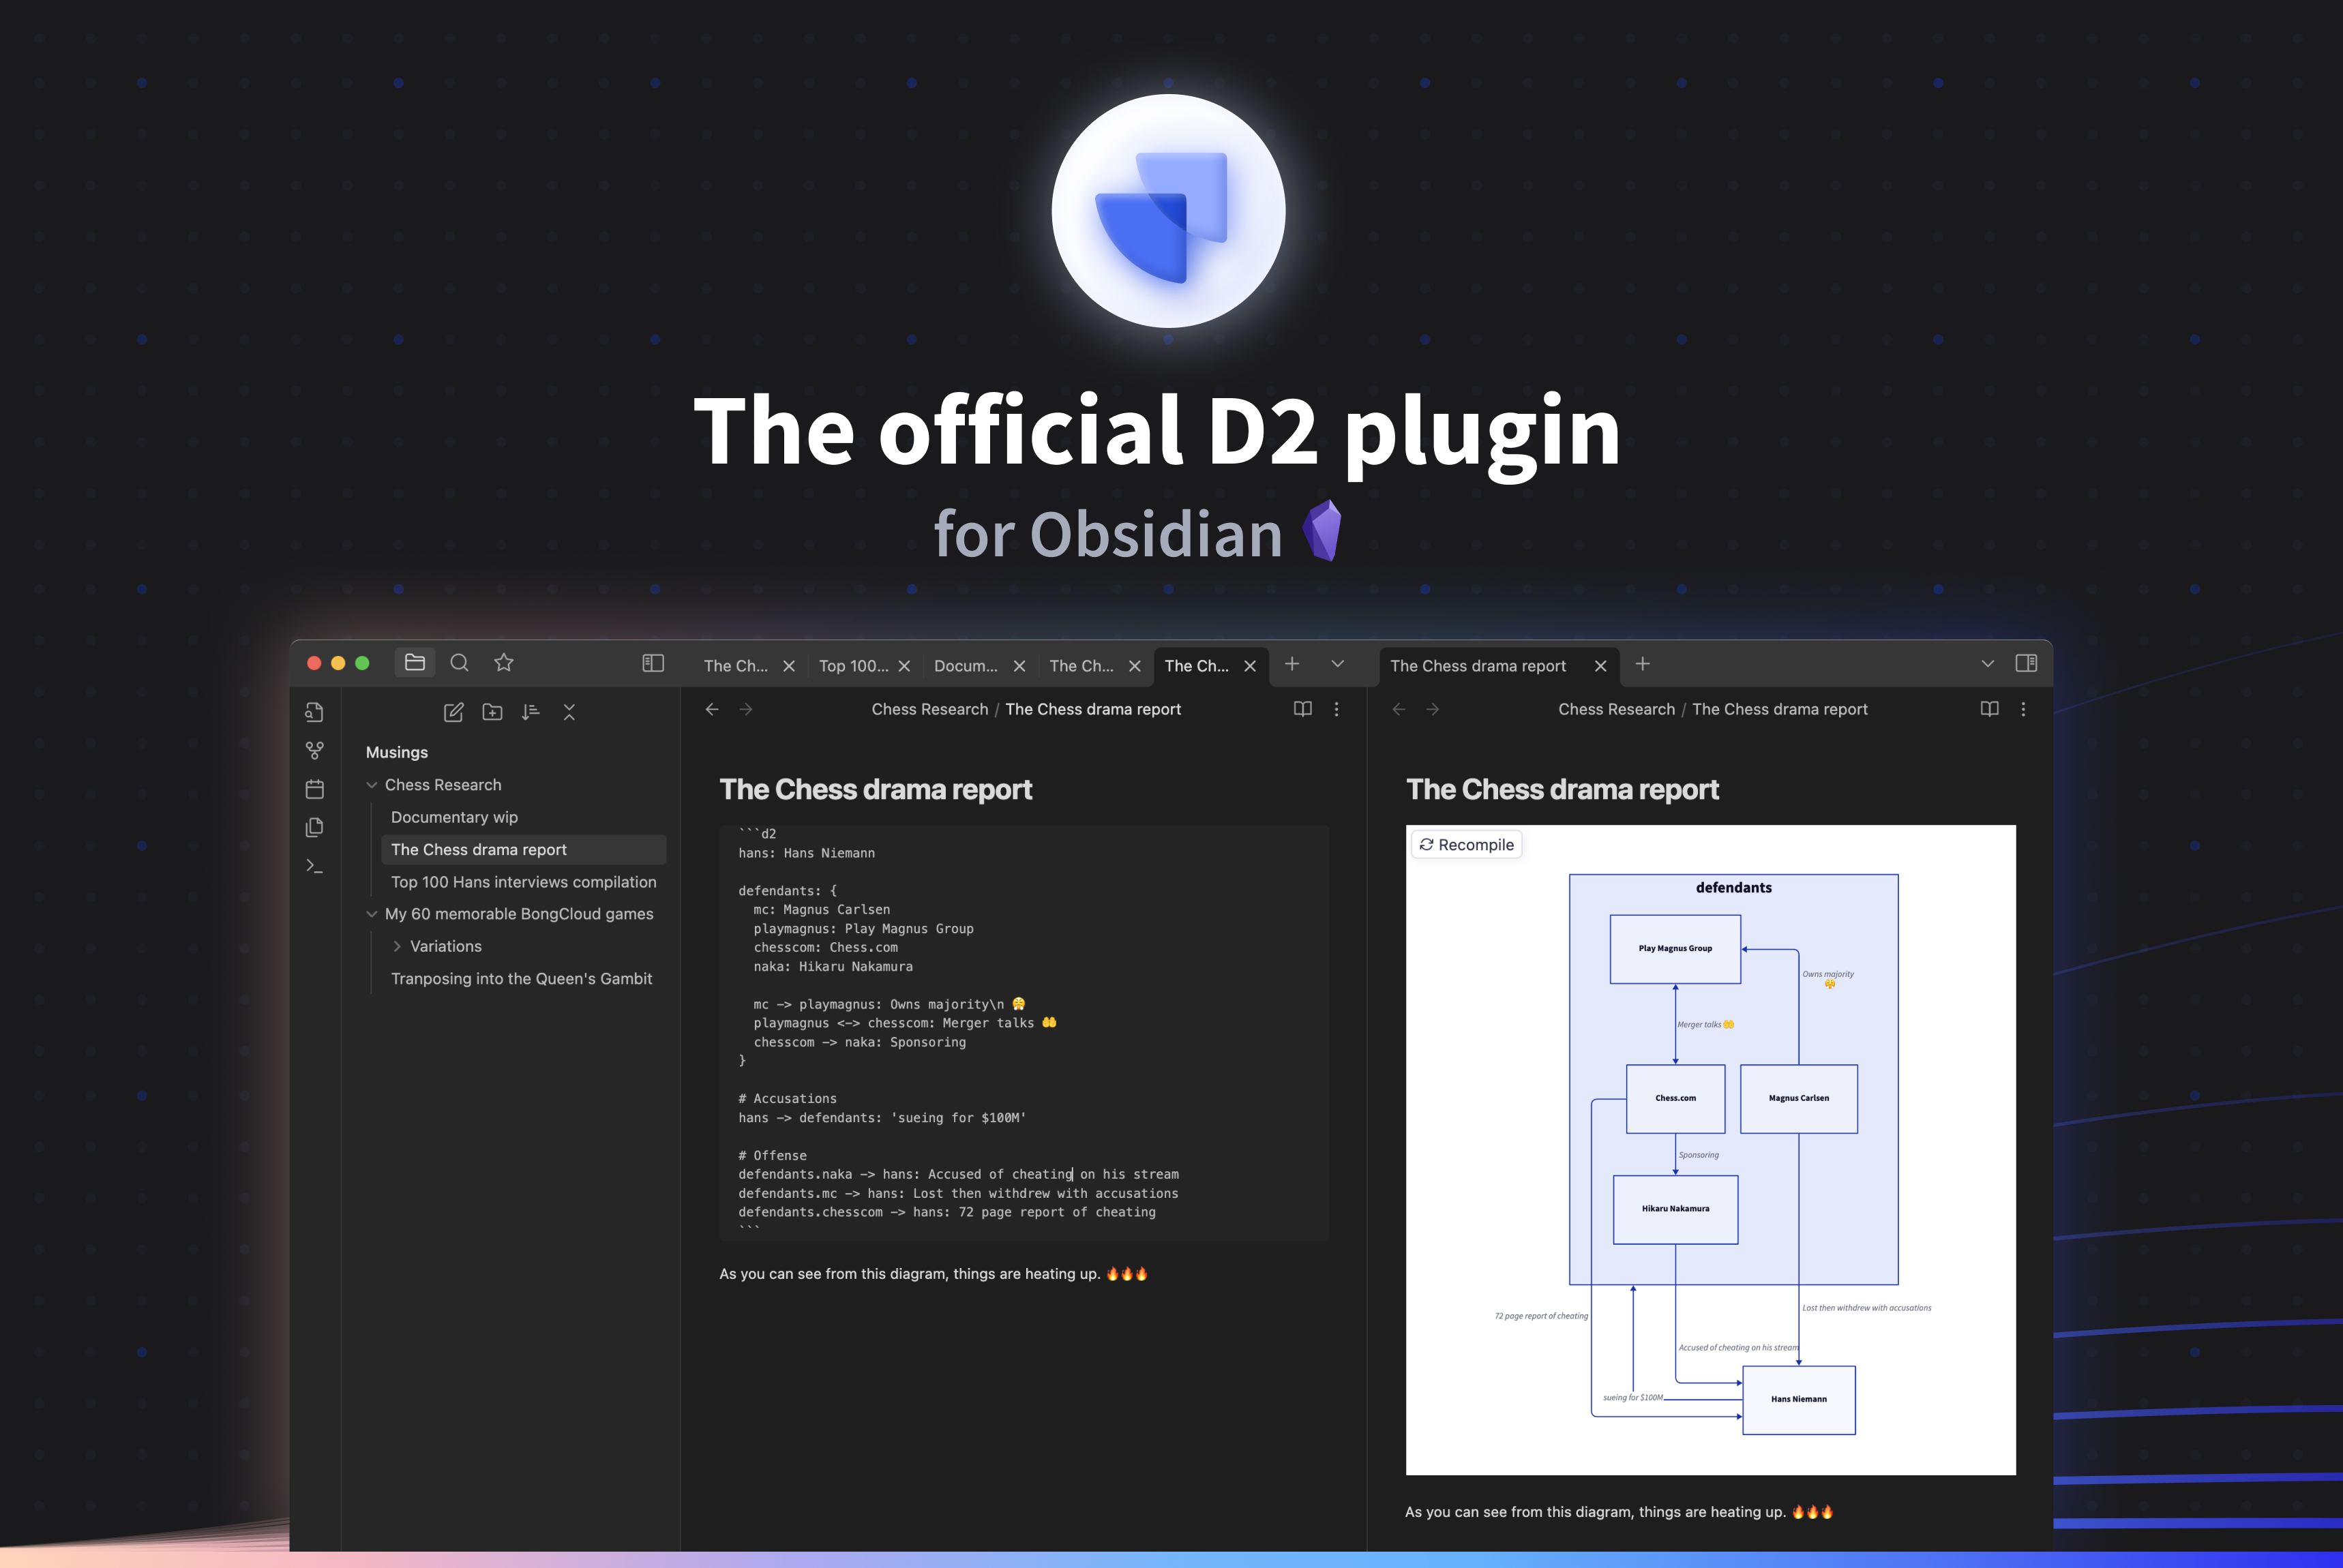 The official D2 plugin
for Obsidian
The Ch...
Top 100...
Docum...
The Ch...
The Ch...
The Chess drama report
Musings
Chess Research
Documentary wip
The Chess drama report
Top 100 Hans interviews compilation
My 60 memorable BongCloud games
Variations
Tranposing into the Queen's Gambit
Chess Research / The Chess drama report
The Chess drama report
```d2
hans: Hans Niemann
defendants: {
mc: Magnus Carlsen
playmagnus: Play Magnus Group
chesscom: Chess.com
naka: Hikaru Nakamura
mc -> playmagnus: Owns majority\n 😤
playmagnus <-> chesscom: Merger talks 🤲
chesscom -> naka: Sponsoring
}
# Accusations
hans -> defendants: 'sueing for $100M'
# Offense
defendants.naka -> hans: Accused of cheating on his stream
defendants.mc -> hans: Lost then withdrew with accusations
defendants.chesscom -> hans: 72 page report of cheating
```
As you can see from this diagram, things are heating up. 🔥🔥🔥
Chess Research / The Chess drama report
The Chess drama report
Recompile
defendants
Play Magnus Group
Owns majority
😤
Merger talks 🤲
Chess.com
Magnus Carlsen
Sponsoring
Hikaru Nakamura
72 page report of cheating
Lost then withdrew with accusations
Accused of cheating on his stream
sueing for $100M
Hans Niemann
As you can see from this diagram, things are heating up. 🔥🔥🔥